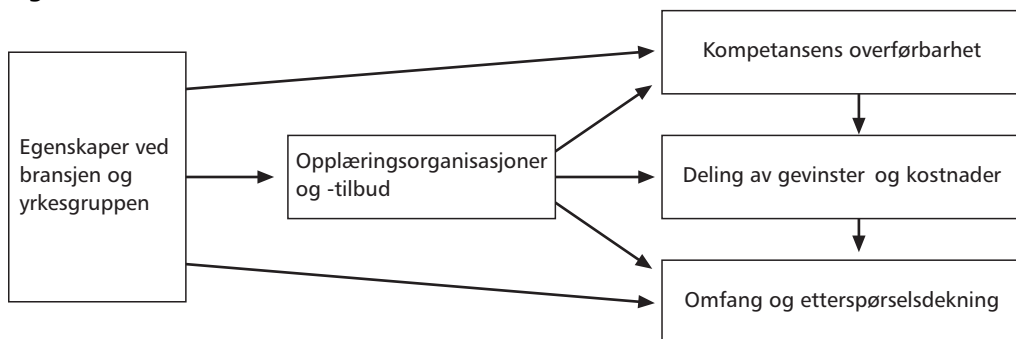 Egenskaper ved
bransjen og
yrkesgruppen
Opplæringsorganisasjoner
og -tilbud
Kompetansens overførbarhet
Deling av gevinster og kostnader
Omfang og etterspørselsdekning